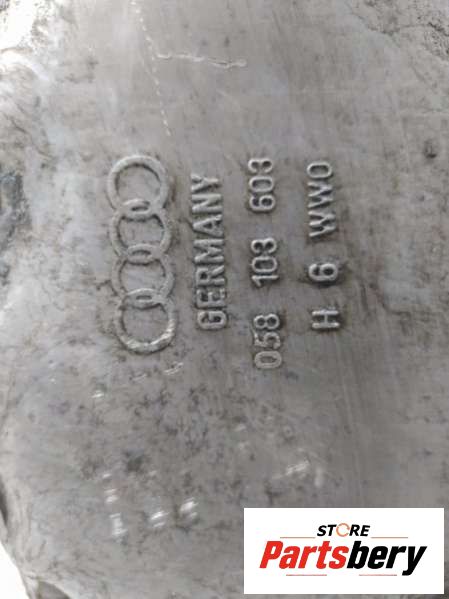 GERMANY
058 103 603
H 6 WWO
STORE
Partsbery